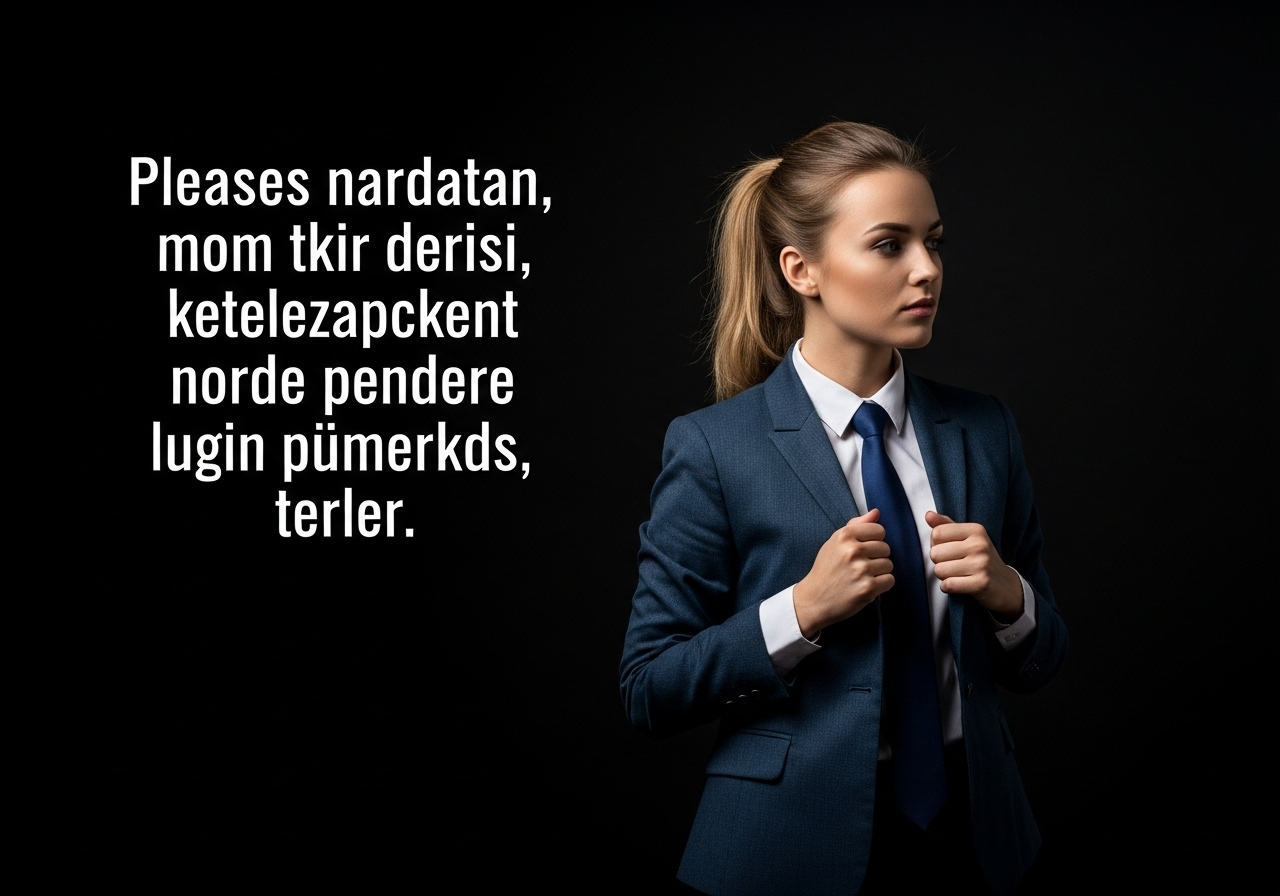 Pleases nardatan,
mom tkir derisi,
ketelezapckent
norde pendere
lugin pümerkds,
terler.